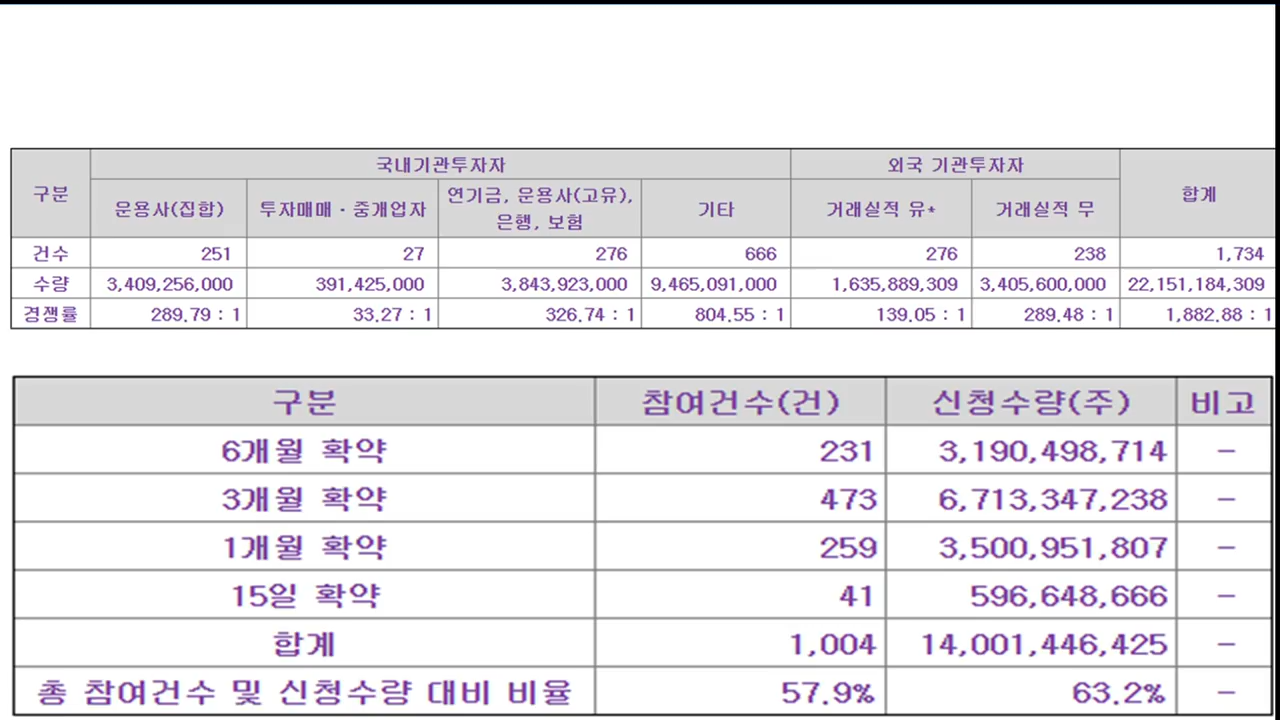 구분 국내기관투자자 외국 기관투자자 합계
운용사(집합) 투자매매·중개업자 연기금, 운용사(고유), 은행, 보험 기타 거래실적 유* 거래실적 무
건수 251 27 276 666 276 238 1,734
수량 3,409,256,000 391,425,000 3,843,923,000 9,465,091,000 1,635,889,309 3,405,600,000 22,151,184,309
경쟁률 289.79 : 1 33.27 : 1 326.74 : 1 804.55 : 1 139.05 : 1 289.48 : 1 1,882.88 : 1
구분 참여건수(건) 신청수량(주) 비고
6개월 확약 231 3,190,498,714 -
3개월 확약 473 6,713,347,238 -
1개월 확약 259 3,500,951,807 -
15일 확약 41 596,648,666 -
합계 1,004 14,001,446,425 -
총 참여건수 및 신청수량 대비 비율 57.9% 63.2% -